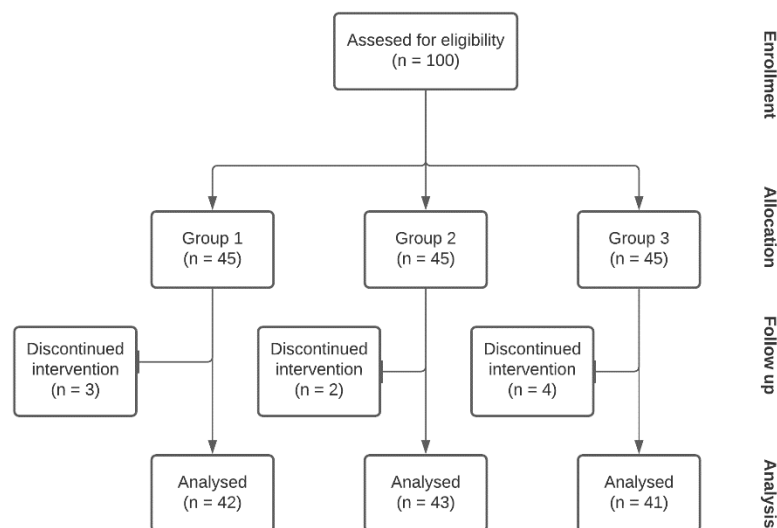 Assesed for eligibility
(n = 100)
Enrollment
Group 1
(n = 45)
Group 2
(n = 45)
Group 3
(n = 45)
Allocation
Discontinued
intervention
(n = 3)
Discontinued
intervention
(n = 2)
Discontinued
intervention
(n = 4)
Follow up
Analysed
(n = 42)
Analysed
(n = 43)
Analysed
(n = 41)
Analysis